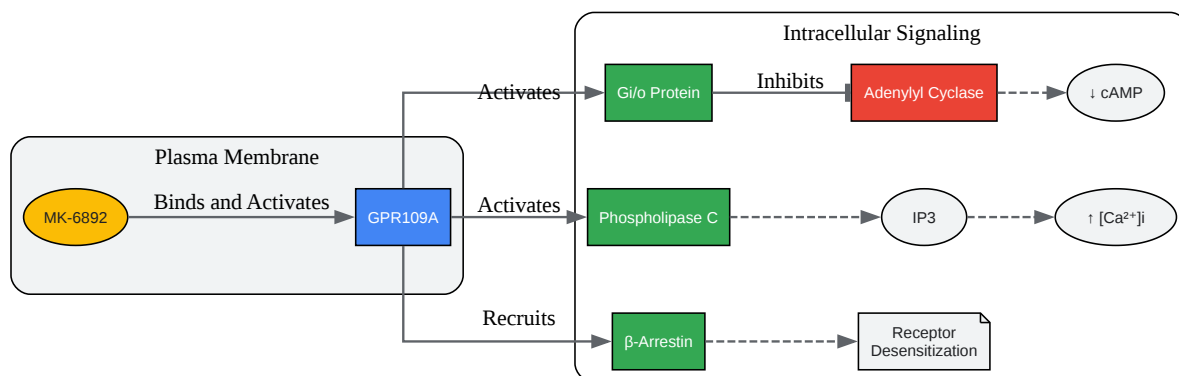 Intracellular Signaling
Activates
Gi/o Protein
Inhibits
Adenylyl Cyclase
↓ cAMP
Plasma Membrane
MK-6892
Binds and Activates
GPR109A
Activates
Phospholipase C
IP3
↑ [Ca²⁺]i
Recruits
β-Arrestin
Receptor
Desensitization